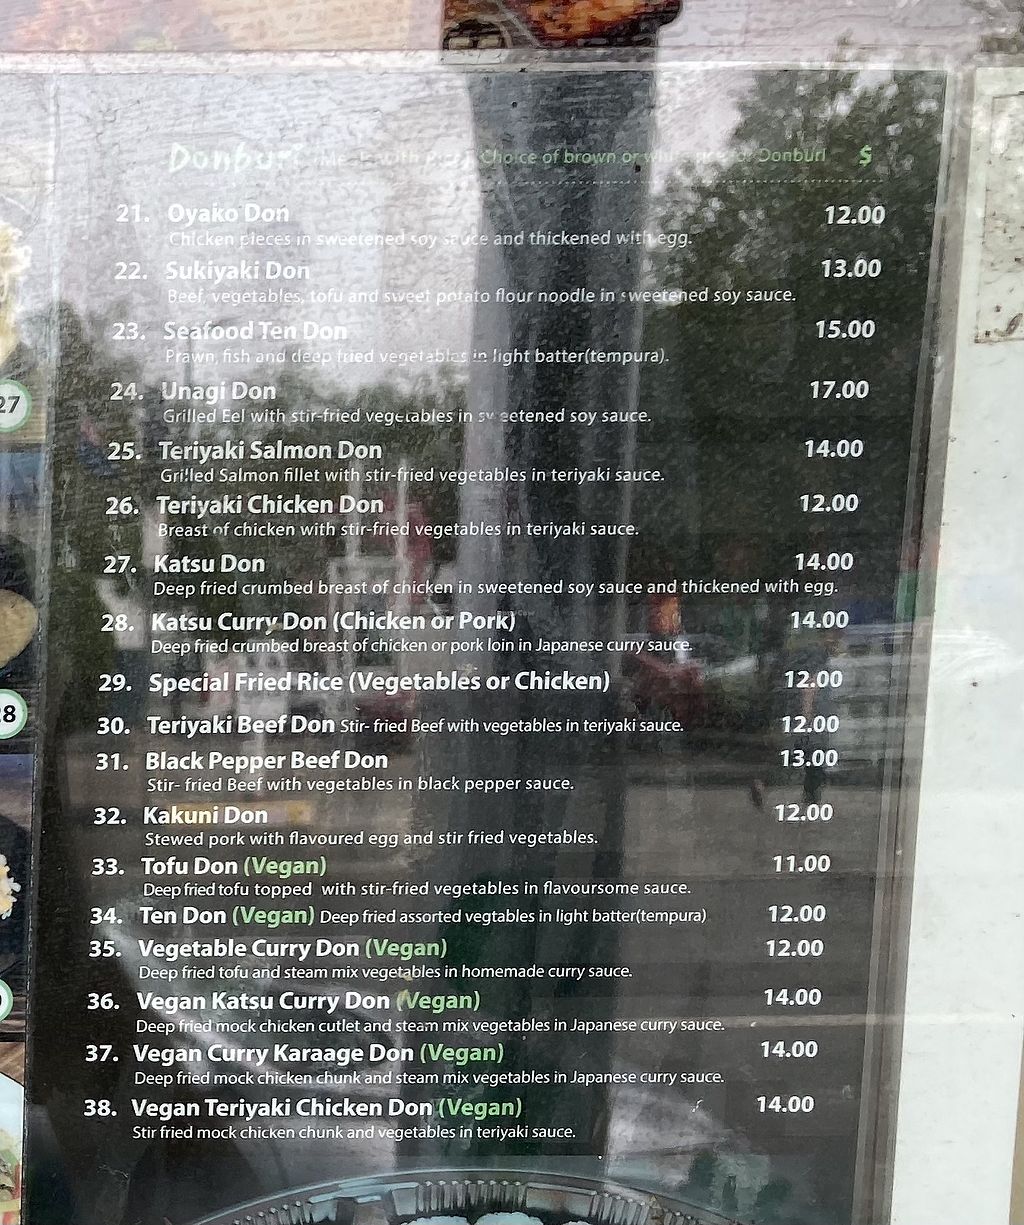 Donburi (Meals with Rice) Choice of brown or white rice for Donburi $
21. Oyako Don 12.00
Chicken pieces in sweetened soy sauce and thickened with egg.
22. Sukiyaki Don 13.00
Beef, vegetables, tofu and sweet potato flour noodle in sweetened soy sauce.
23. Seafood Ten Don 15.00
Prawn, fish and deep fried vegetables in light batter(tempura).
24. Unagi Don 17.00
Grilled Eel with stir-fried vegetables in sweetened soy sauce.
27
25. Teriyaki Salmon Don 14.00
Grilled Salmon fillet with stir-fried vegetables in teriyaki sauce.
26. Teriyaki Chicken Don 12.00
Breast of chicken with stir-fried vegetables in teriyaki sauce.
27. Katsu Don 14.00
Deep fried crumbed breast of chicken in sweetened soy sauce and thickened with egg.
28. Katsu Curry Don (Chicken or Pork) 14.00
Deep fried crumbed breast of chicken or pork loin in Japanese curry sauce.
29. Special Fried Rice (Vegetables or Chicken) 12.00
28
30. Teriyaki Beef Don Stir- fried Beef with vegetables in teriyaki sauce. 12.00
31. Black Pepper Beef Don 13.00
Stir- fried Beef with vegetables in black pepper sauce.
32. Kakuni Don 12.00
Stewed pork with flavoured egg and stir fried vegetables.
33. Tofu Don (Vegan) 11.00
Deep fried tofu topped with stir-fried vegetables in flavoursome sauce.
34. Ten Don (Vegan) Deep fried assorted vegtables in light batter(tempura) 12.00
35. Vegetable Curry Don (Vegan) 12.00
Deep fried tofu and steam mix vegetables in homemade curry sauce.
36. Vegan Katsu Curry Don (Vegan) 14.00
Deep fried mock chicken cutlet and steam mix vegetables in Japanese curry sauce.
37. Vegan Curry Karaage Don (Vegan) 14.00
Deep fried mock chicken chunk and steam mix vegetables in Japanese curry sauce.
38. Vegan Teriyaki Chicken Don (Vegan) 14.00
Stir fried mock chicken chunk and vegetables in teriyaki sauce.